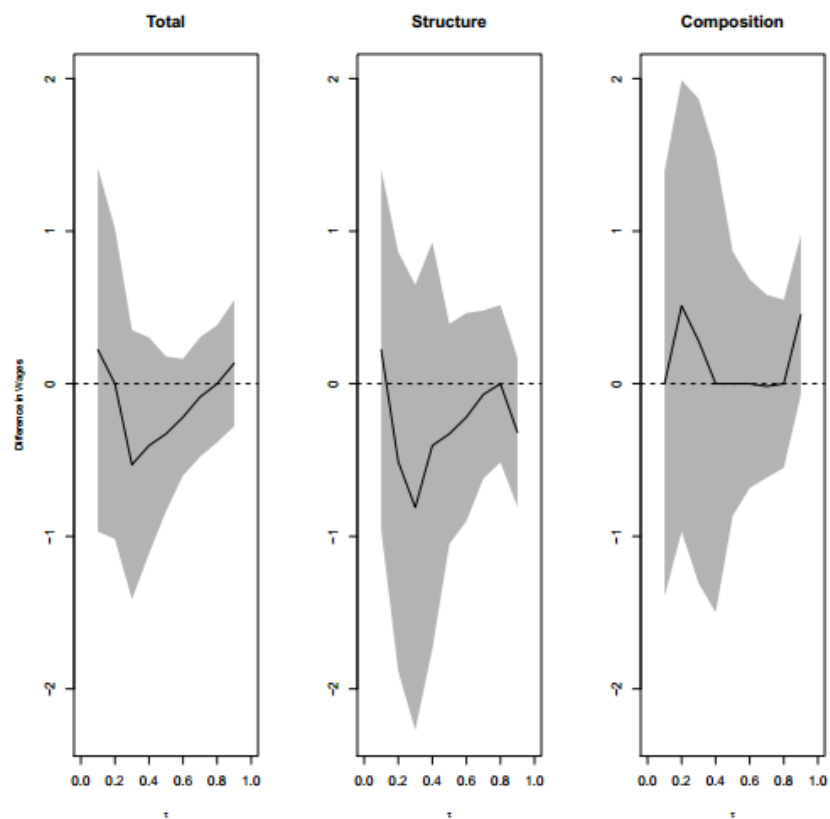 Total Structure Composition
Difference in Wages
2 2 2
1 1 1
0 0 0
-1 -1 -1
-2 -2 -2
0.0 0.2 0.4 0.6 0.8 1.0 0.0 0.2 0.4 0.6 0.8 1.0 0.0 0.2 0.4 0.6 0.8 1.0
τ τ τ